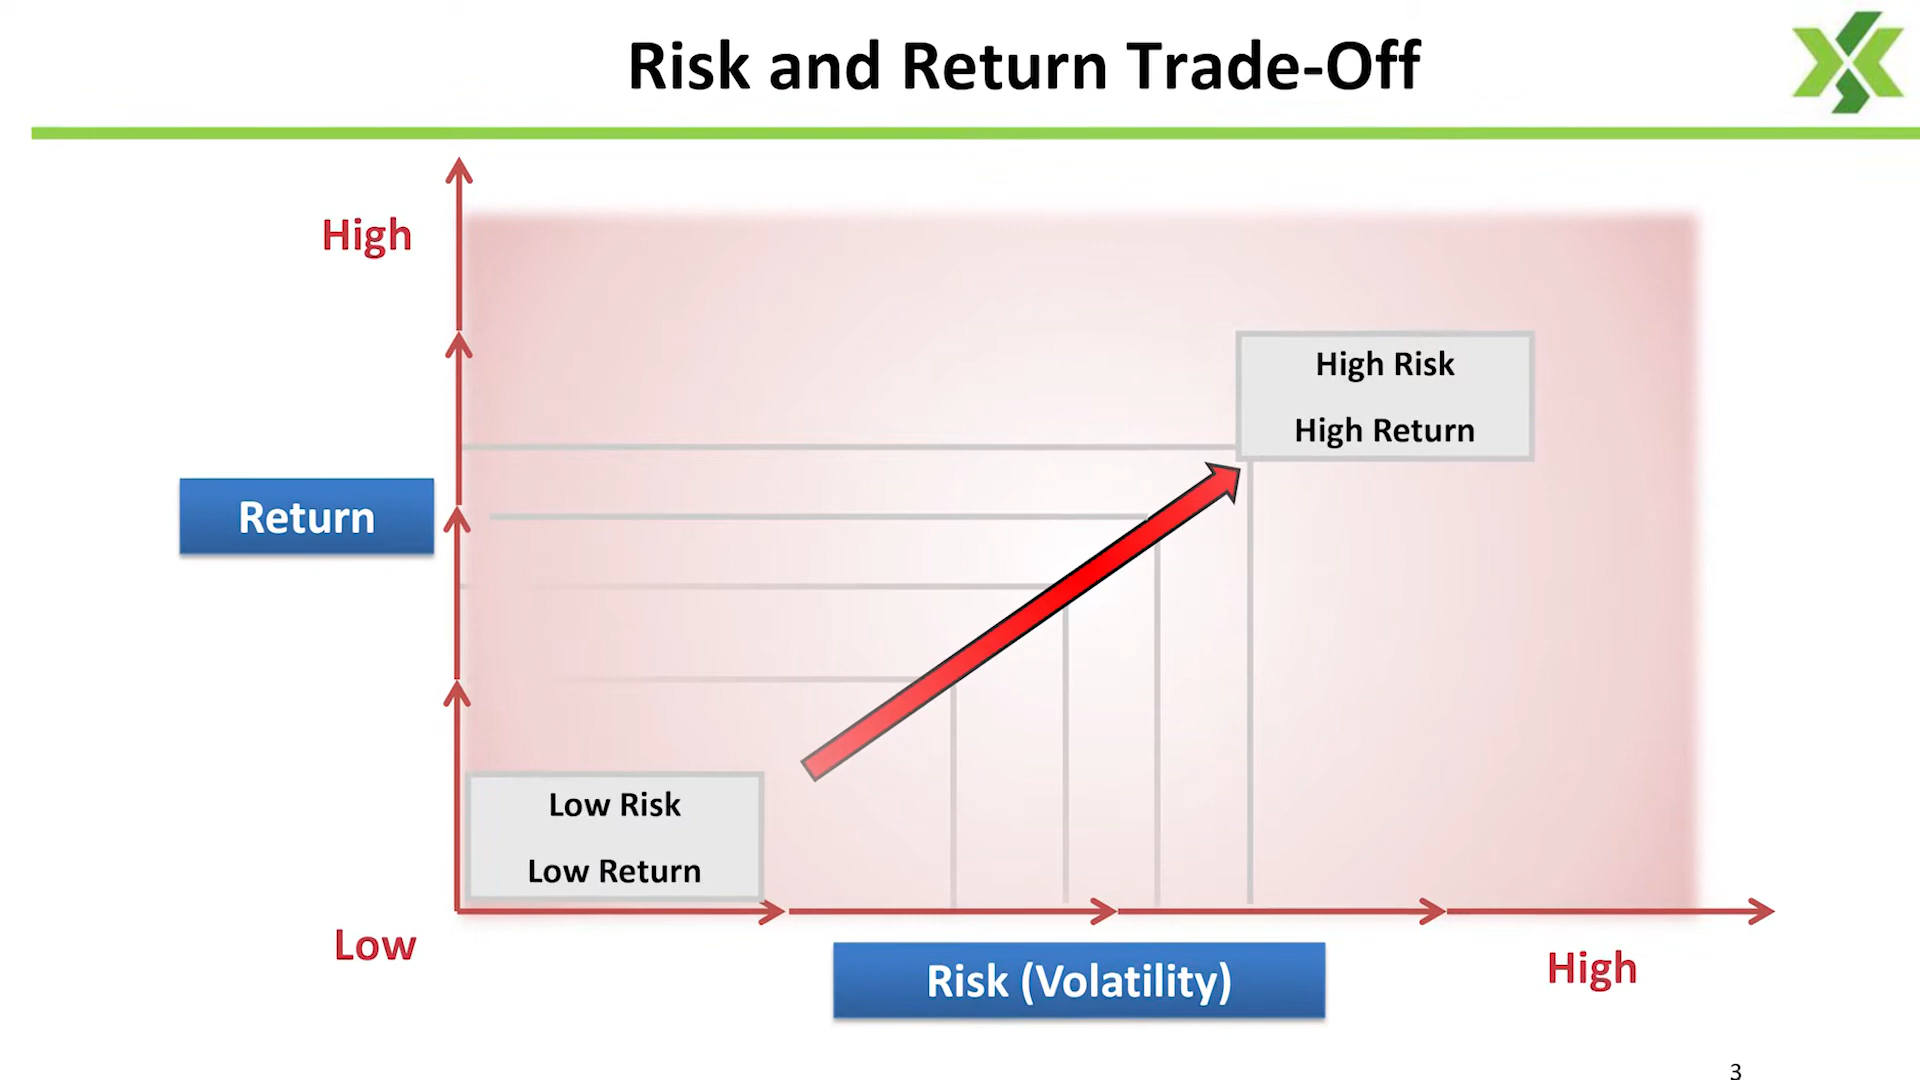 Risk and Return Trade-Off
High
High Risk
High Return
Return
Low Risk
Low Return
Low
Risk (Volatility)
High
3